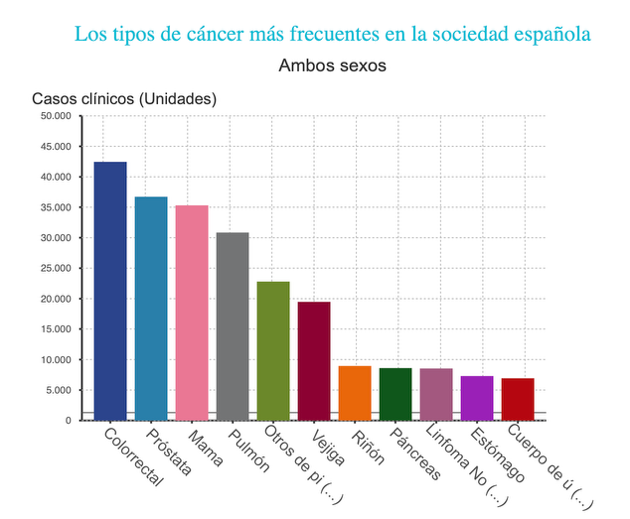 Los tipos de cáncer más frecuentes en la sociedad española
Ambos sexos
Casos clínicos (Unidades)
50.000
45.000
40.000
35.000
30.000
25.000
20.000
15.000
10.000
5.000
0
Colorrectal
Próstata
Mama
Pulmón
Otros de pi (...)
Vejiga
Riñón
Páncreas
Linfoma No (...)
Estómago
Cuerpo de ú (...)